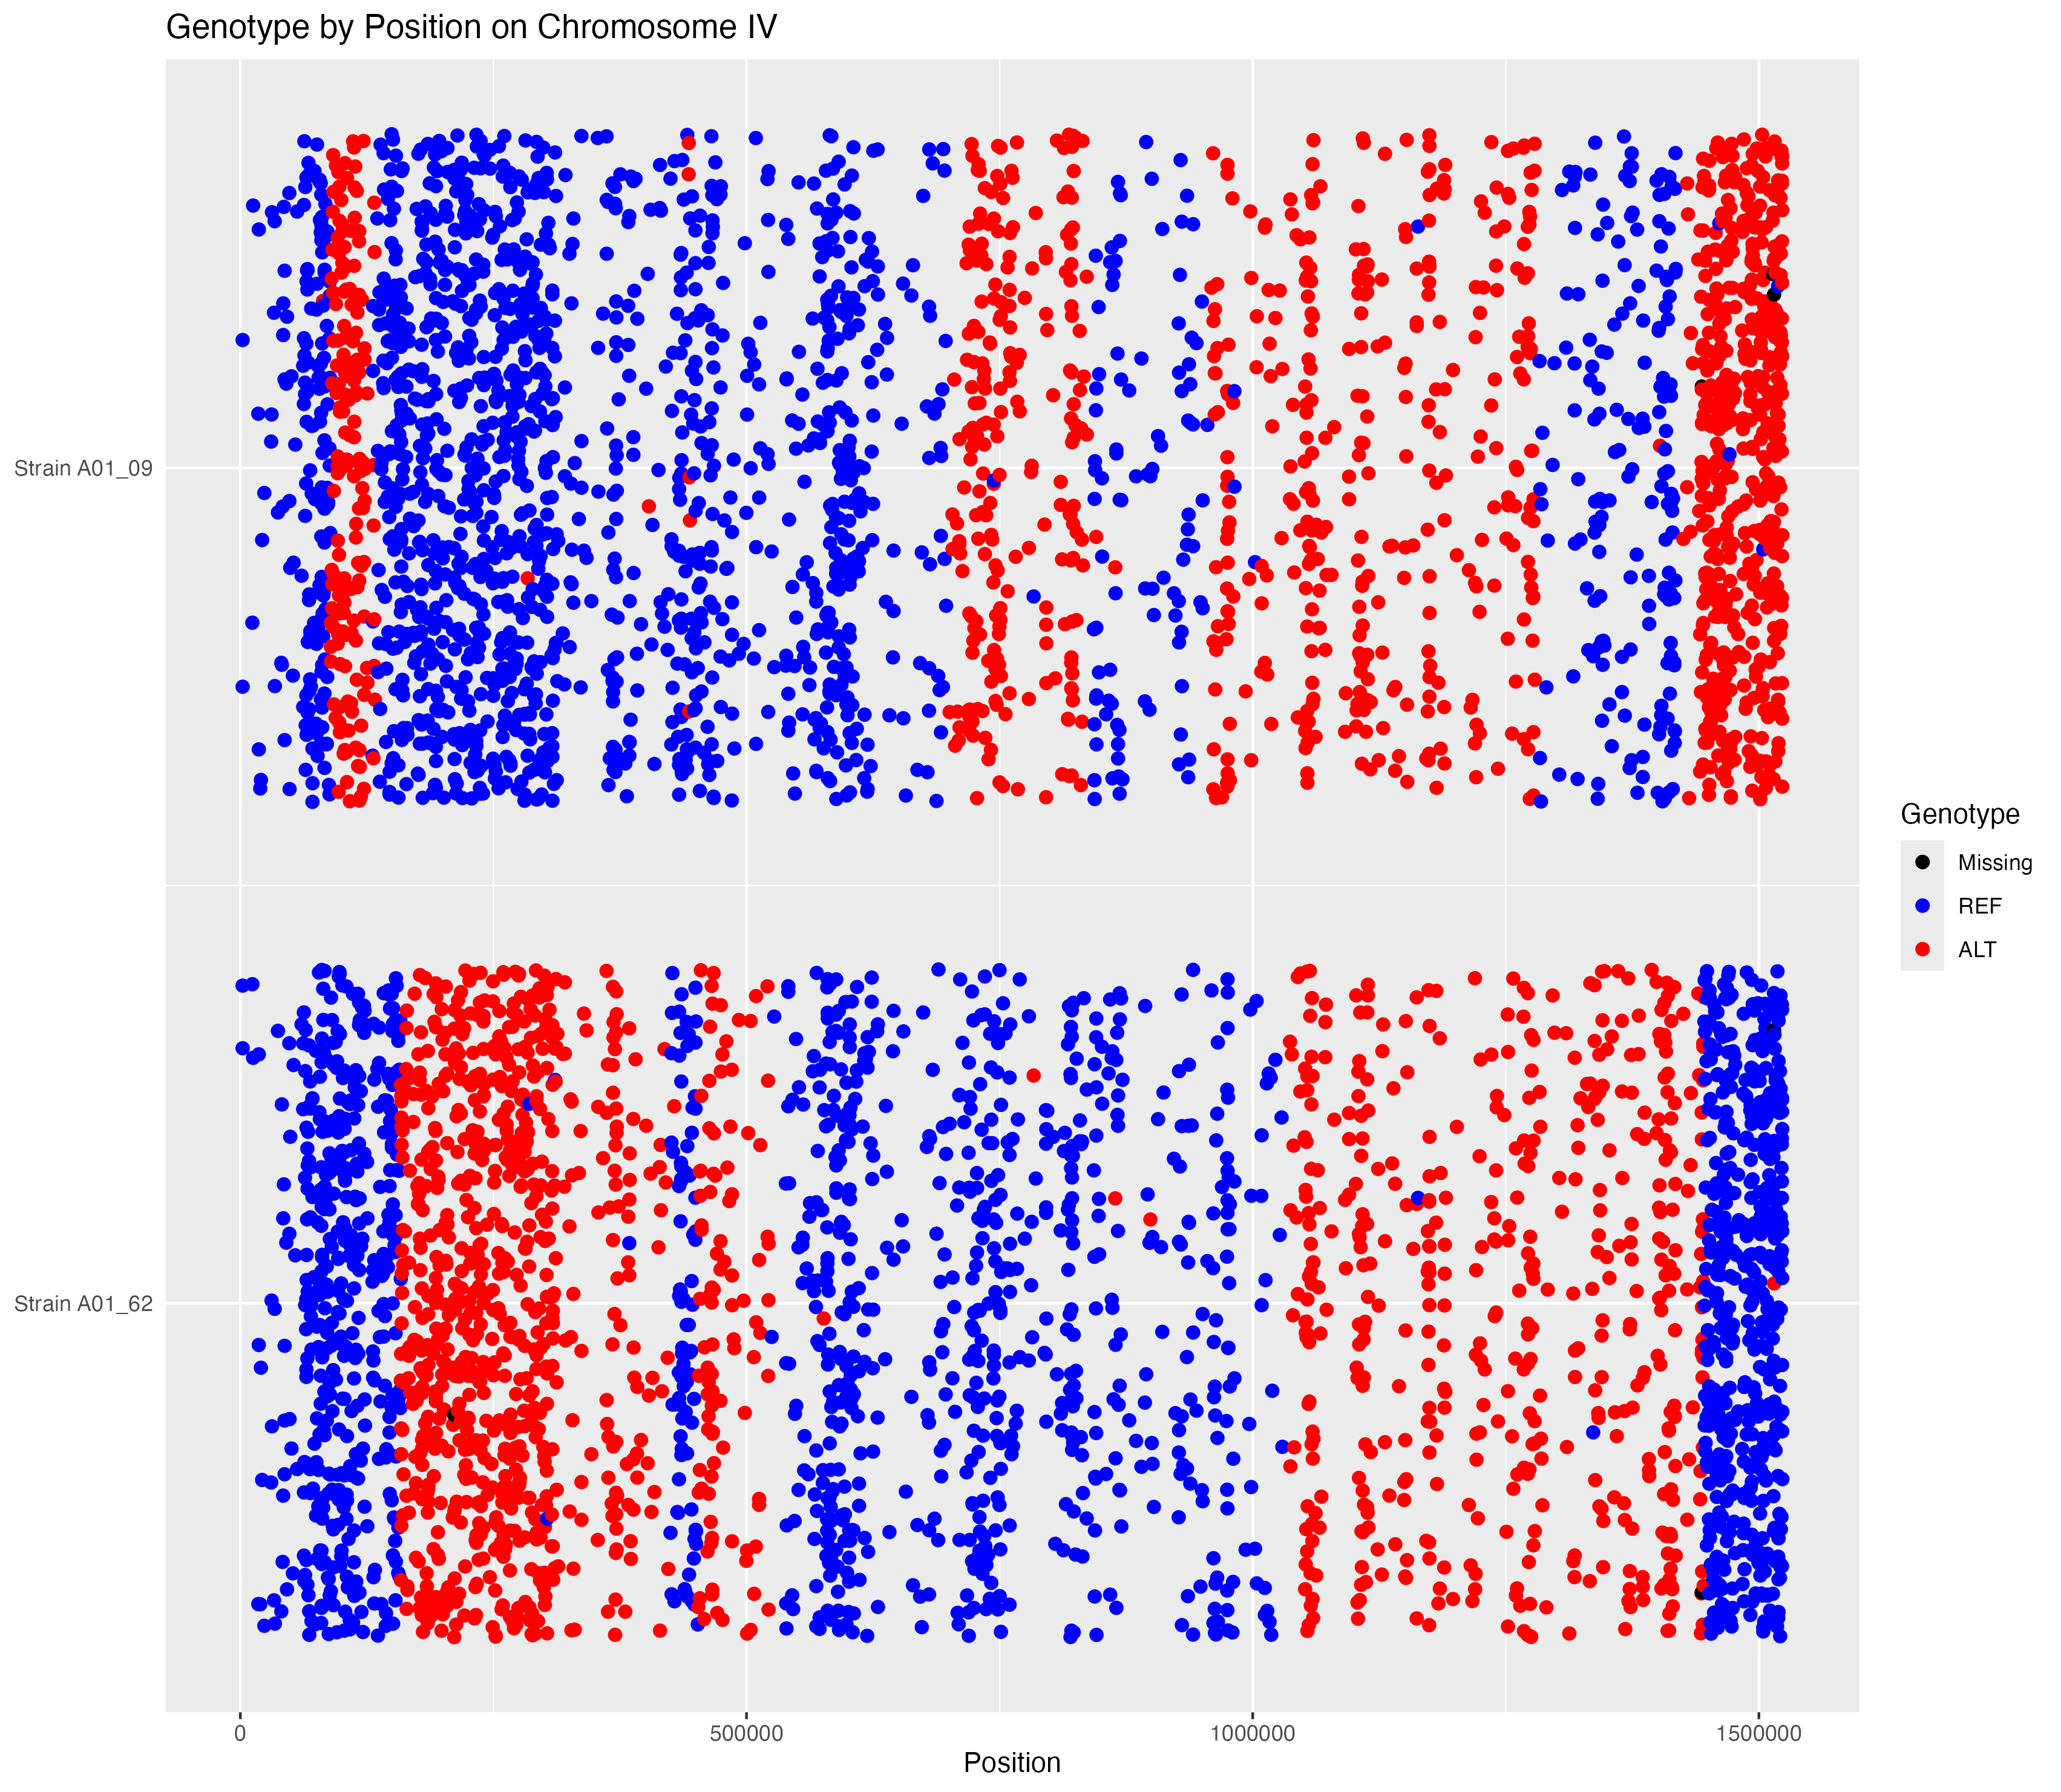 Genotype by Position on Chromosome IV
Strain A01_09
Strain A01_62
0
500000
1000000
1500000
Position
Genotype
Missing
REF
ALT